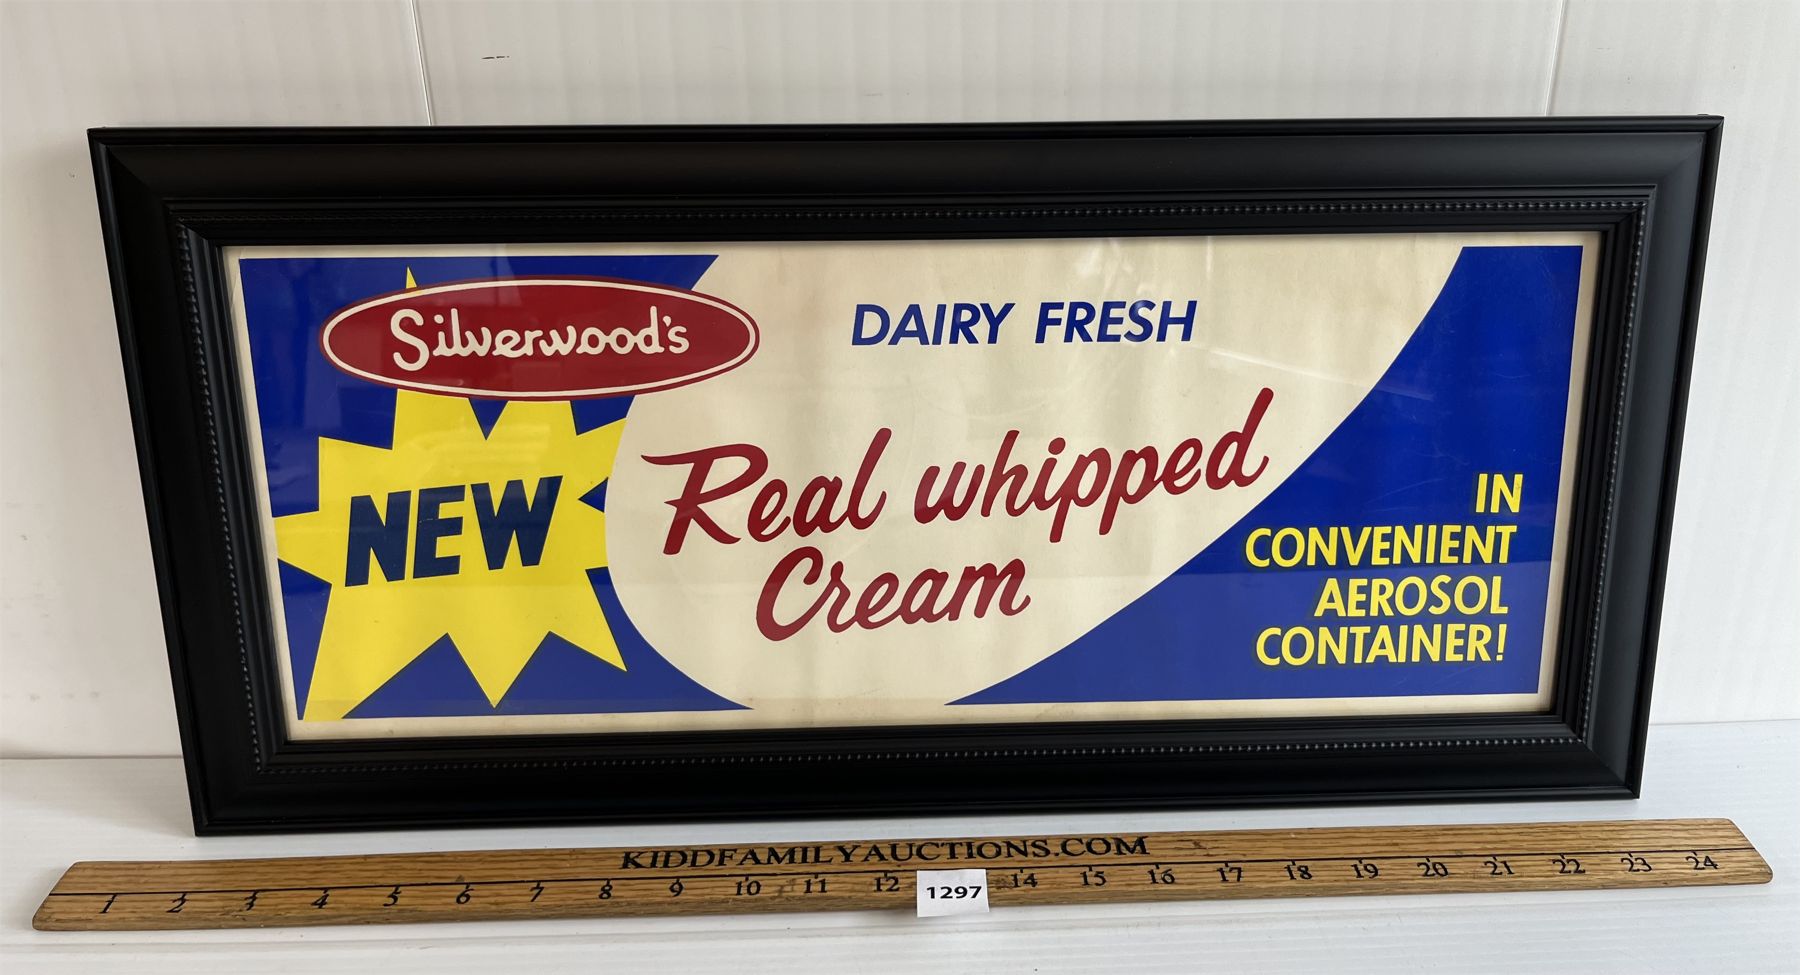 Silverwood's
DAIRY FRESH
NEW
Real whipped
Cream
IN
CONVENIENT
AEROSOL
CONTAINER!
KIDDFAMILYAUCTIONS.COM
1 2 3 4 5 6 7 8 9 10 11 12 14 15 16 17 18 19 20 21 22 23 24
1297